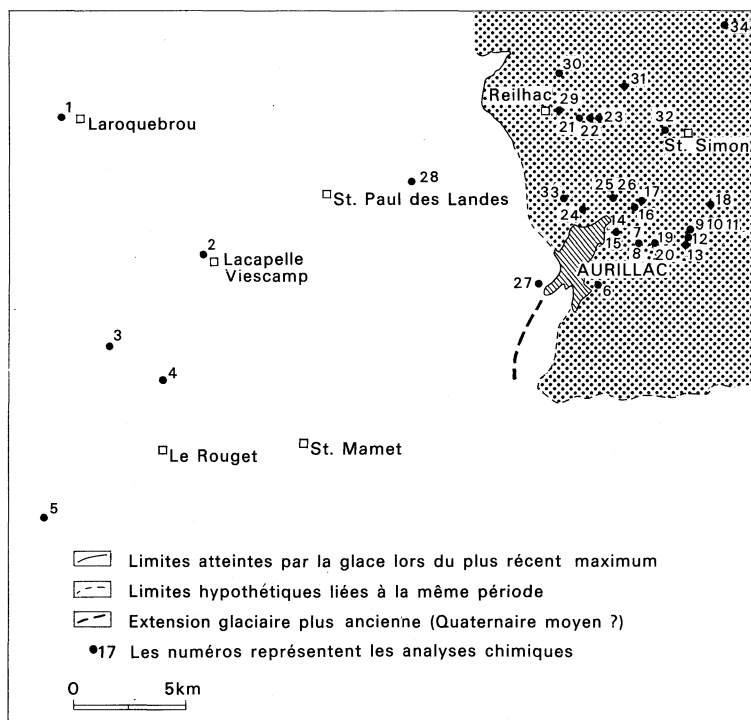 34
30
31
Reilhac
29
1
Laroquebrou
21 22 23
32
St. Simon
28
St. Paul des Landes
33
25 26
17
18
24
16
14
7
9 10 11
2
Lacapelle
Viescamp
15
8
19
20
12
13
AURILLAC
27
6
3
4
Le Rouget
St. Mamet
5
Limites atteintes par la glace lors du plus récent maximum
Limites hypothétiques liées à la même période
Extension glaciaire plus ancienne (Quaternaire moyen ?)
17 Les numéros représentent les analyses chimiques
0 5km